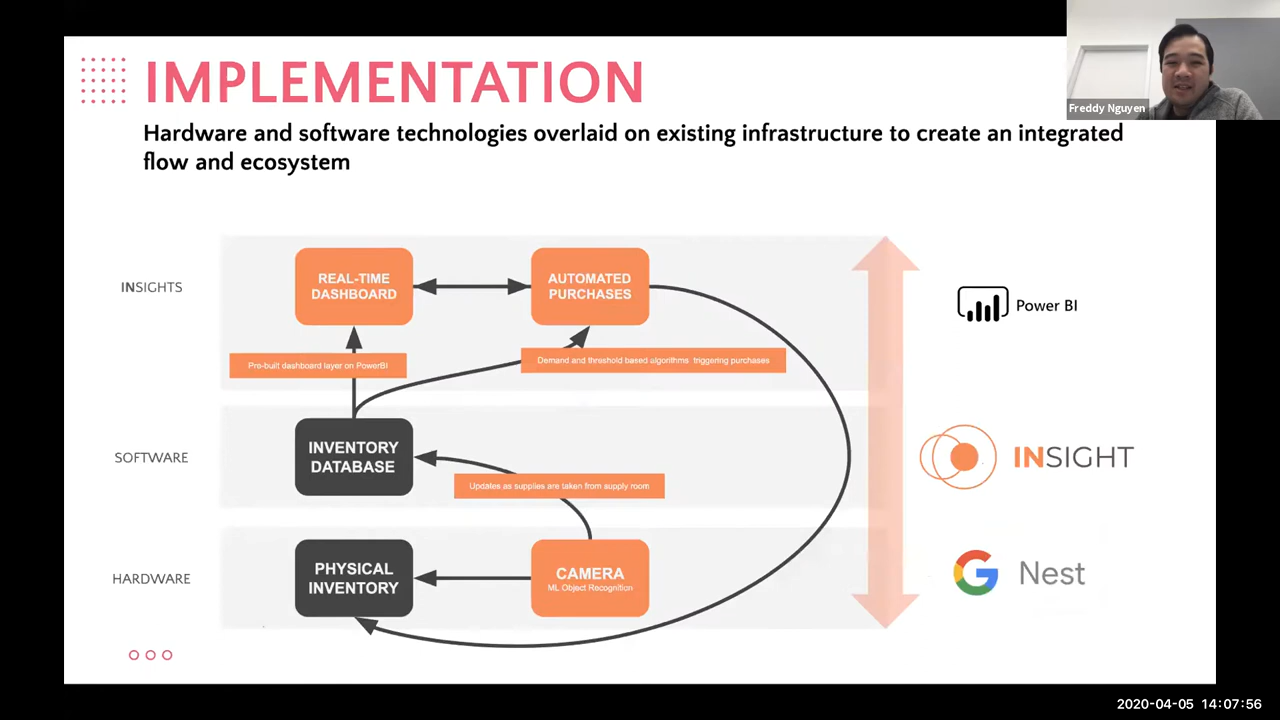 IMPLEMENTATION
Hardware and software technologies overlaid on existing infrastructure to create an integrated
flow and ecosystem
Freddy Nguyen
INSIGHTS
REAL-TIME
DASHBOARD
AUTOMATED
PURCHASES
Power BI
Pre-built dashboard layer on PowerBI
Demand and threshold based algorithms triggering purchases
SOFTWARE
INVENTORY
DATABASE
INSIGHT
Updates as supplies are taken from supply room
HARDWARE
PHYSICAL
INVENTORY
CAMERA
ML Object Recognition
G Nest
2020-04-05 14:07:56